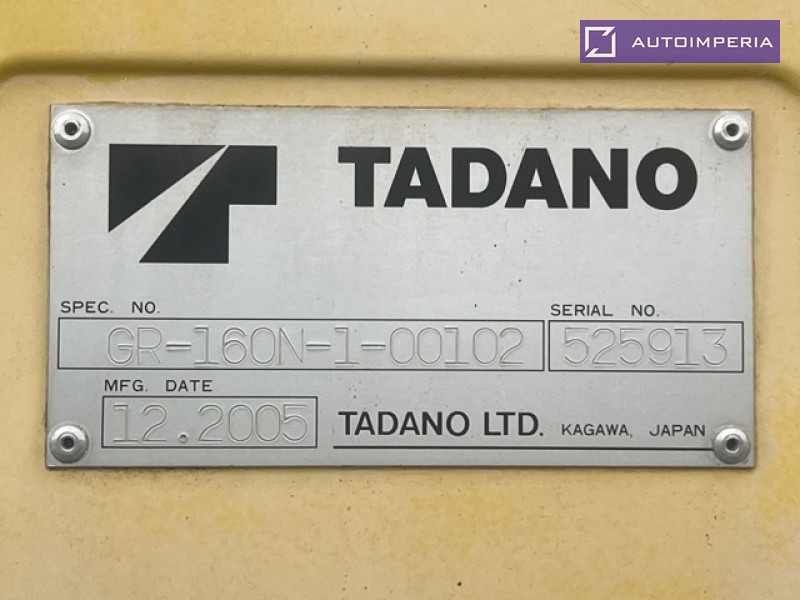 AUTOIMPERIA
TADANO
SPEC. NO. SERIAL NO.
GR-160N-1-00102 525913
MFG. DATE
12.2005 TADANO LTD. KAGAWA, JAPAN